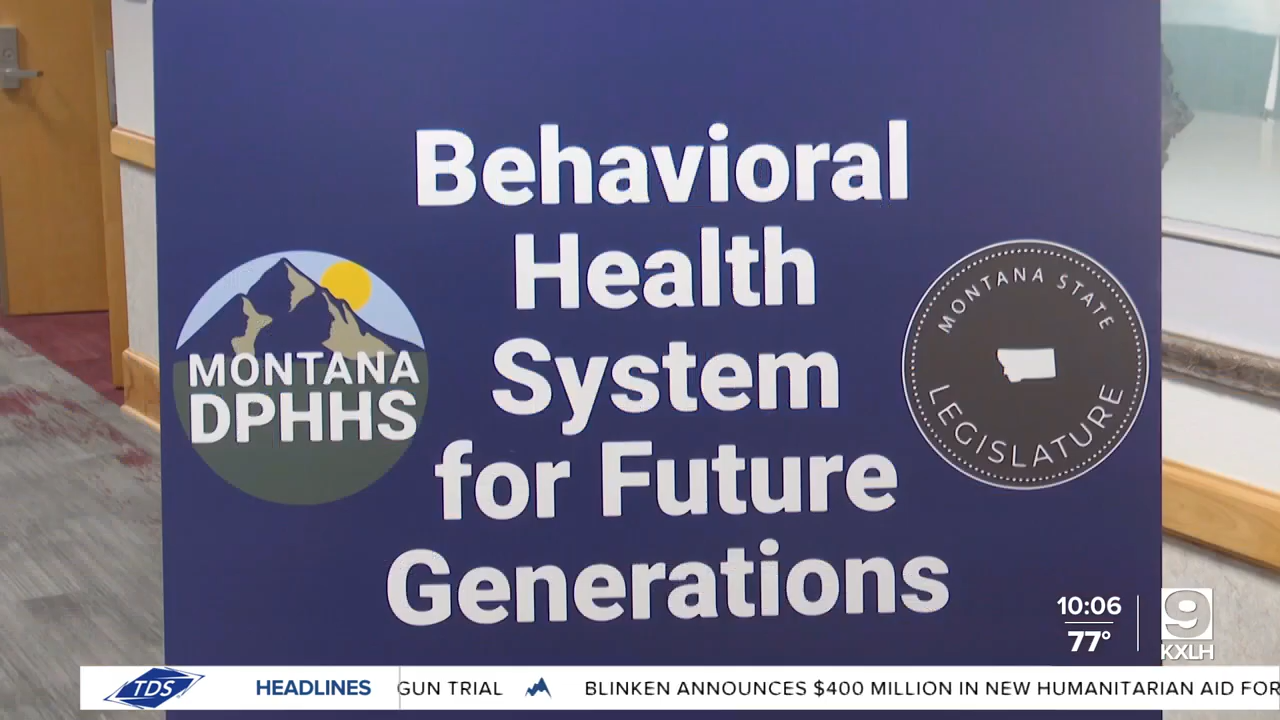 Behavioral
Health
System
for Future
Generations
MONTANA
DPHHS
MONTANA STATE
LEGISLATURE
10:06
77°
9
KXLH
TDS
HEADLINES
GUN TRIAL
BLINKEN ANNOUNCES $400 MILLION IN NEW HUMANITARIAN AID FOR